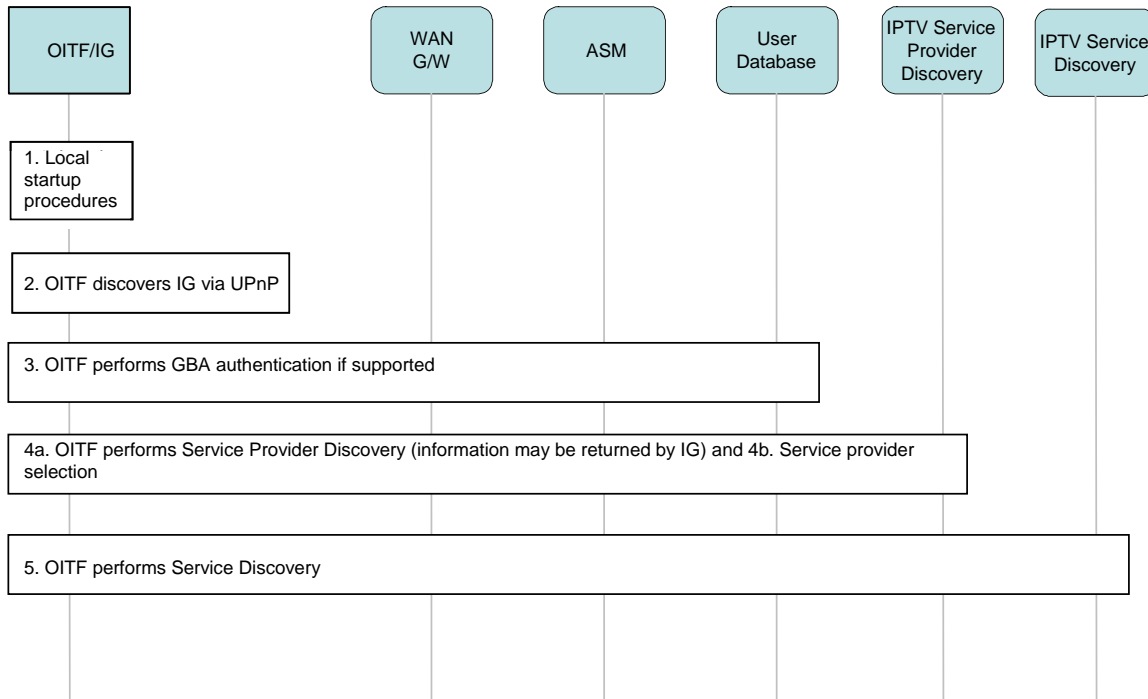 OITF/IG
WAN
G/W
ASM
User
Database
IPTV Service
Provider
Discovery
IPTV Service
Discovery
1. Local
startup
procedures
2. OITF discovers IG via UPnP
3. OITF performs GBA authentication if supported
4a. OITF performs Service Provider Discovery (information may be returned by IG) and 4b. Service provider
selection
5. OITF performs Service Discovery